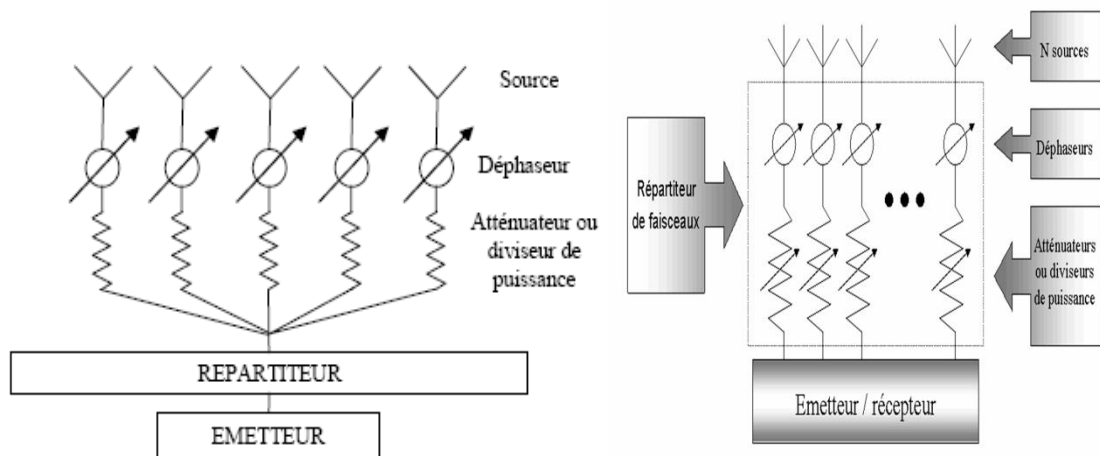 Source
Déphaseur
Atténuateur ou
diviseur de
puissance
REPARTITEUR
EMETTEUR
N sources
Déphaseurs
Répartiteur
de faisceaux
Atténuateurs
ou diviseurs
de puissance
Emetteur / récepteur